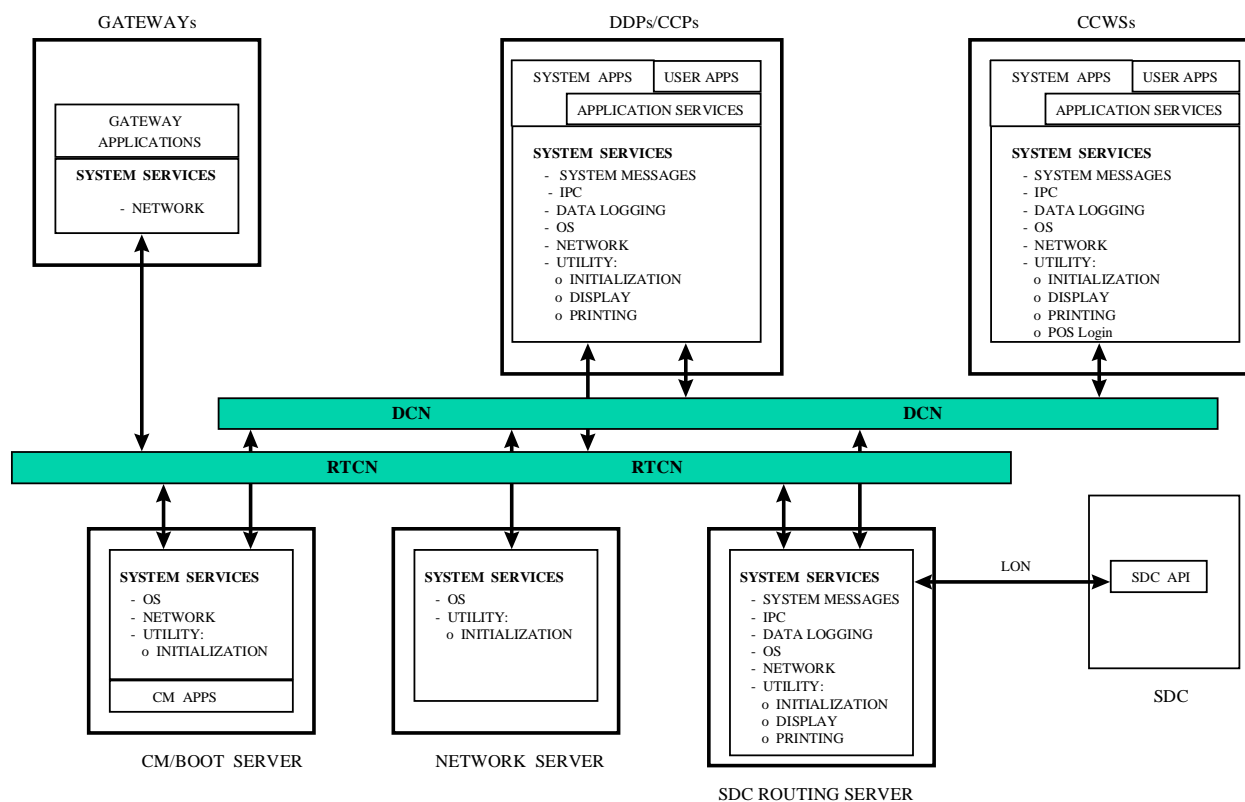 GATEWAYs
DDPs/CCPs
CCWSs
GATEWAY
APPLICATIONS
SYSTEM SERVICES
- NETWORK
SYSTEM APPS
USER APPS
APPLICATION SERVICES
SYSTEM SERVICES
- SYSTEM MESSAGES
- IPC
- DATA LOGGING
- OS
- NETWORK
- UTILITY:
o INITIALIZATION
o DISPLAY
o PRINTING
SYSTEM APPS
USER APPS
APPLICATION SERVICES
SYSTEM SERVICES
- SYSTEM MESSAGES
- IPC
- DATA LOGGING
- OS
- NETWORK
- UTILITY:
o INITIALIZATION
o DISPLAY
o PRINTING
o POS Login
DCN DCN
RTCN RTCN
SYSTEM SERVICES
- OS
- NETWORK
- UTILITY:
o INITIALIZATION
CM APPS
CM/BOOT SERVER
SYSTEM SERVICES
- OS
- UTILITY:
o INITIALIZATION
NETWORK SERVER
SYSTEM SERVICES
- SYSTEM MESSAGES
- IPC
- DATA LOGGING
- OS
- NETWORK
- UTILITY:
o INITIALIZATION
o DISPLAY
o PRINTING
SDC ROUTING SERVER
LON
SDC API
SDC